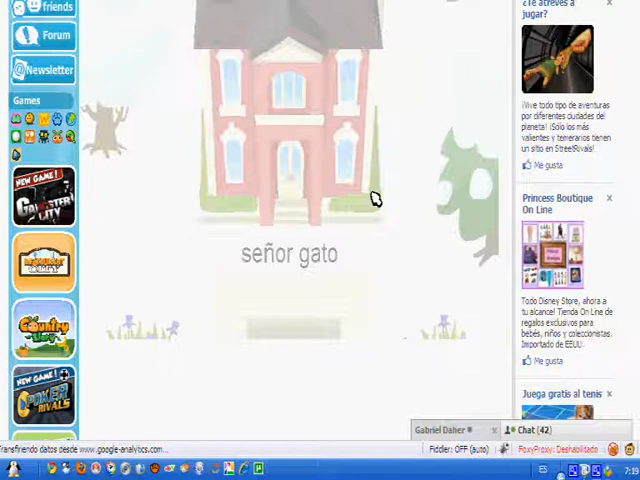 friends
Forum
Newsletter
Games
NEW GAME!
GANGSTER
CITY
Country
Story
NEW GAME!
POKER
RIVALS
señor gato
¿Te atreves a
jugar?
¡Vive todo tipo de aventuras
por diferentes ciudades del
planeta! ¡Sólo los más
valientes y temerarios tienen
un sitio en StreetRivals!
Me gusta
Princess Boutique
On Line
Todo Disney Store, ahora a
tu alcance! Tienda On Line de
regalos exclusivos para
bebés, niños y coleccionistas.
Importado de EEUU.
Me gusta
Juega gratis al tenis
Gabriel Daher
Chat (42)
Transfiriendo datos desde www.google-analytics.com...
Fiddler: OFF (auto)
FoxyProxy: Deshabilitado
ES
7:19